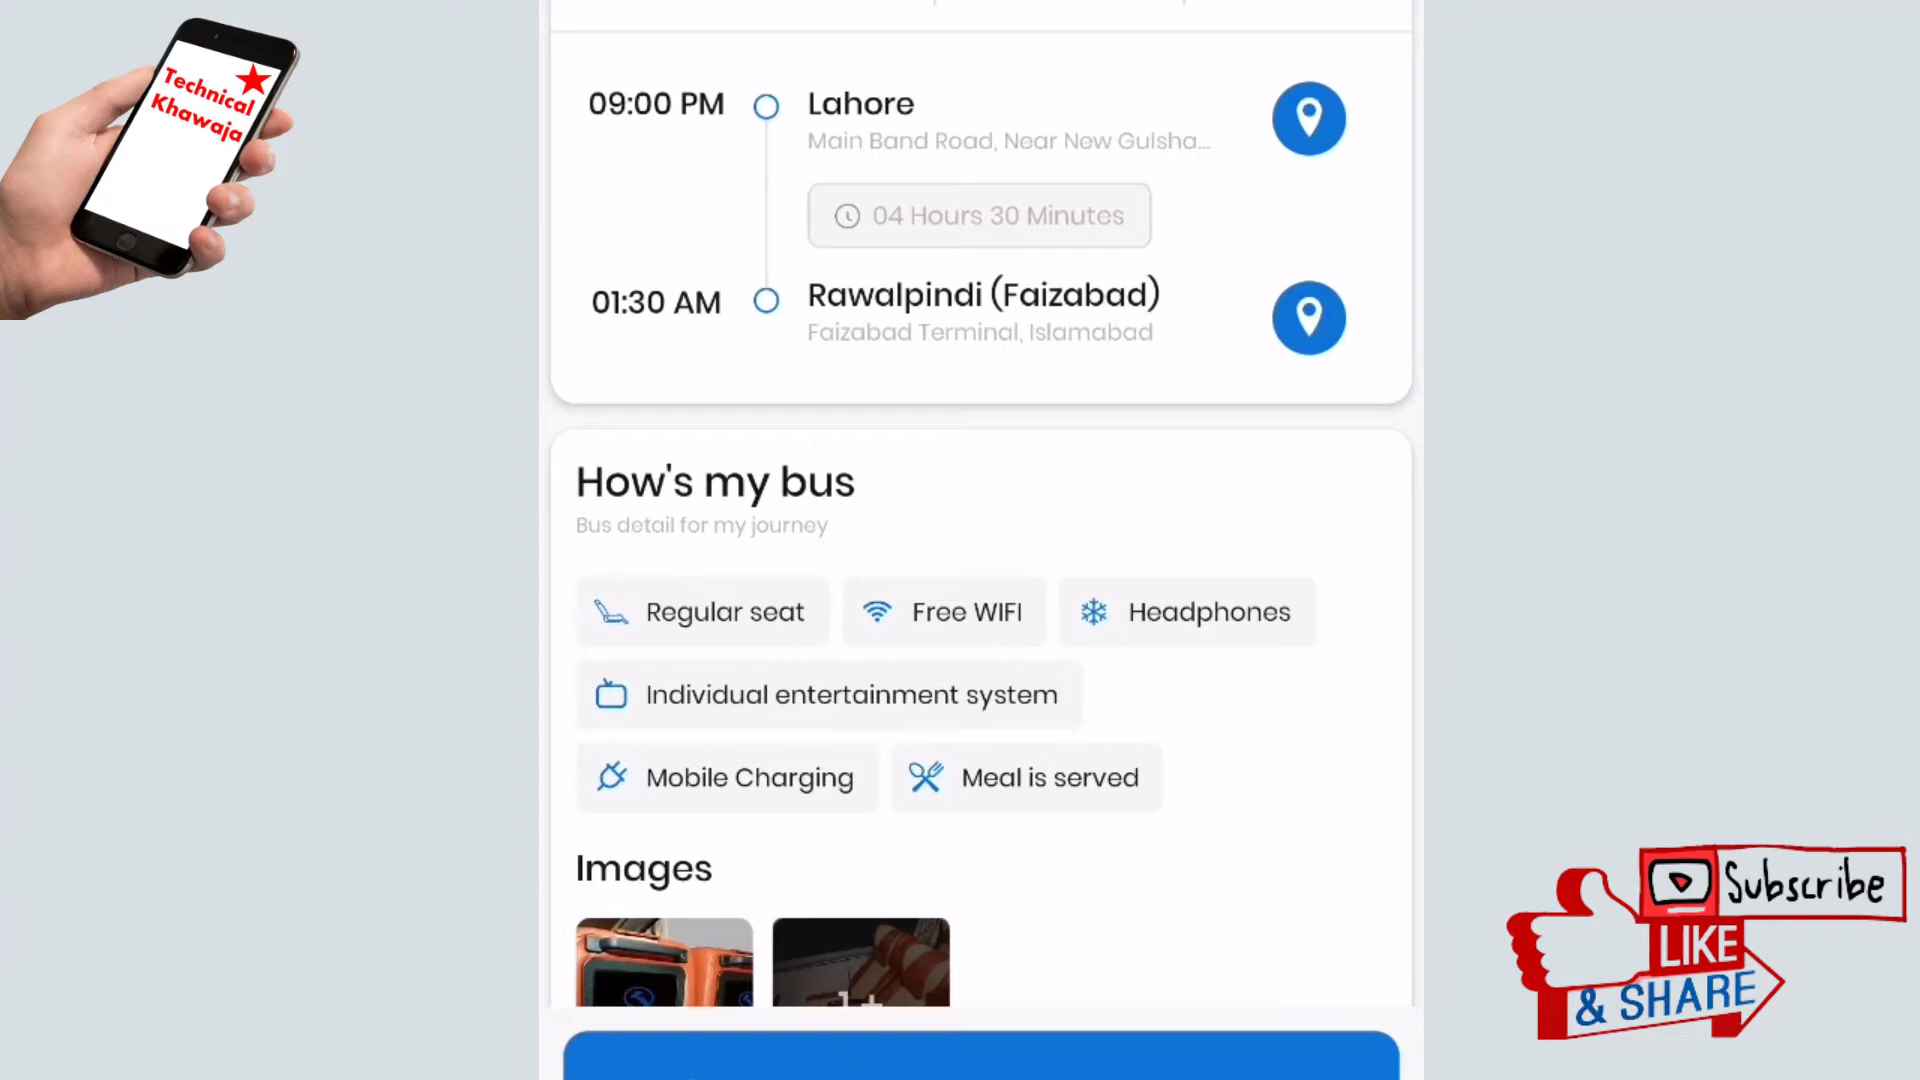 Technical
Khawaja
09:00 PM
Lahore
Main Band Road, Near New Gulsha...
04 Hours 30 Minutes
01:30 AM
Rawalpindi (Faizabad)
Faizabad Terminal, Islamabad
How's my bus
Bus detail for my journey
Regular seat
Free WIFI
Headphones
Individual entertainment system
Mobile Charging
Meal is served
Images
1+
Subscribe
LIKE
& SHARE